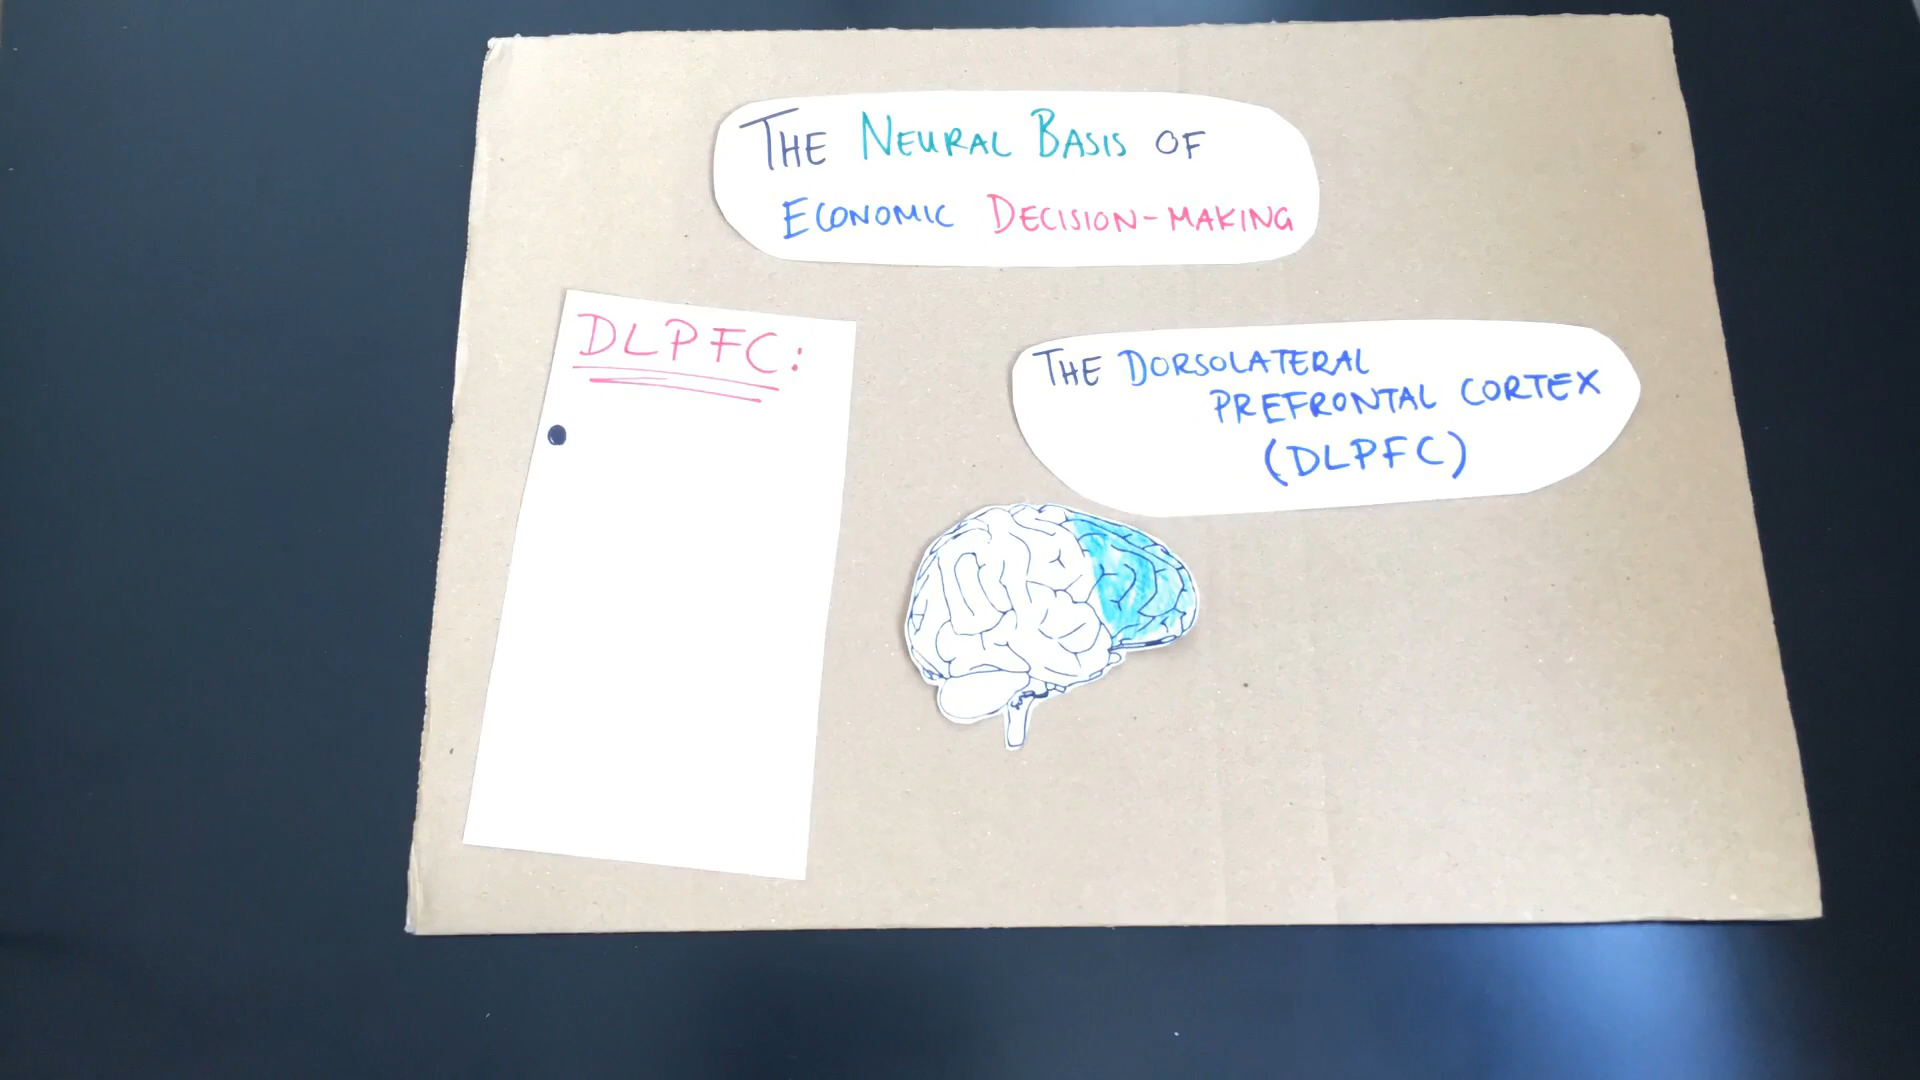 THE NEURAL BASIS OF
ECONOMIC DECISION-MAKING
DLPFC:
THE DORSOLATERAL
PREFRONTAL CORTEX
(DLPFC)